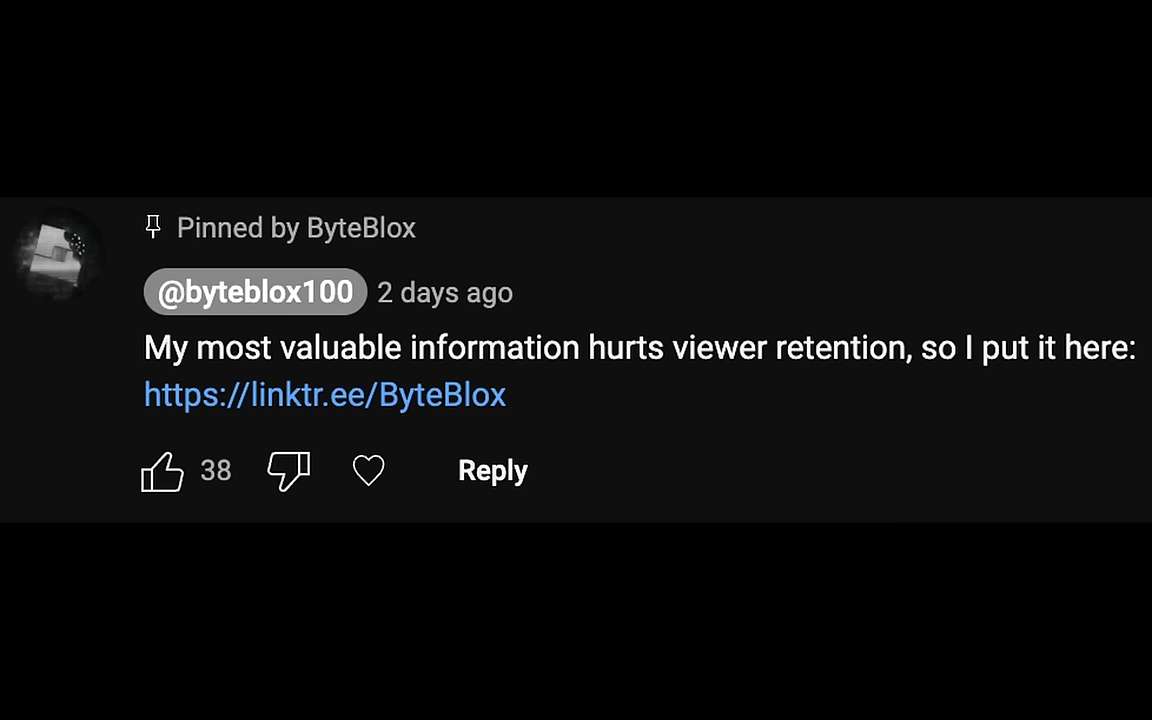 Pinned by ByteBlox
@byteblox100 2 days ago
My most valuable information hurts viewer retention, so I put it here:
https://linktr.ee/ByteBlox
38 Reply